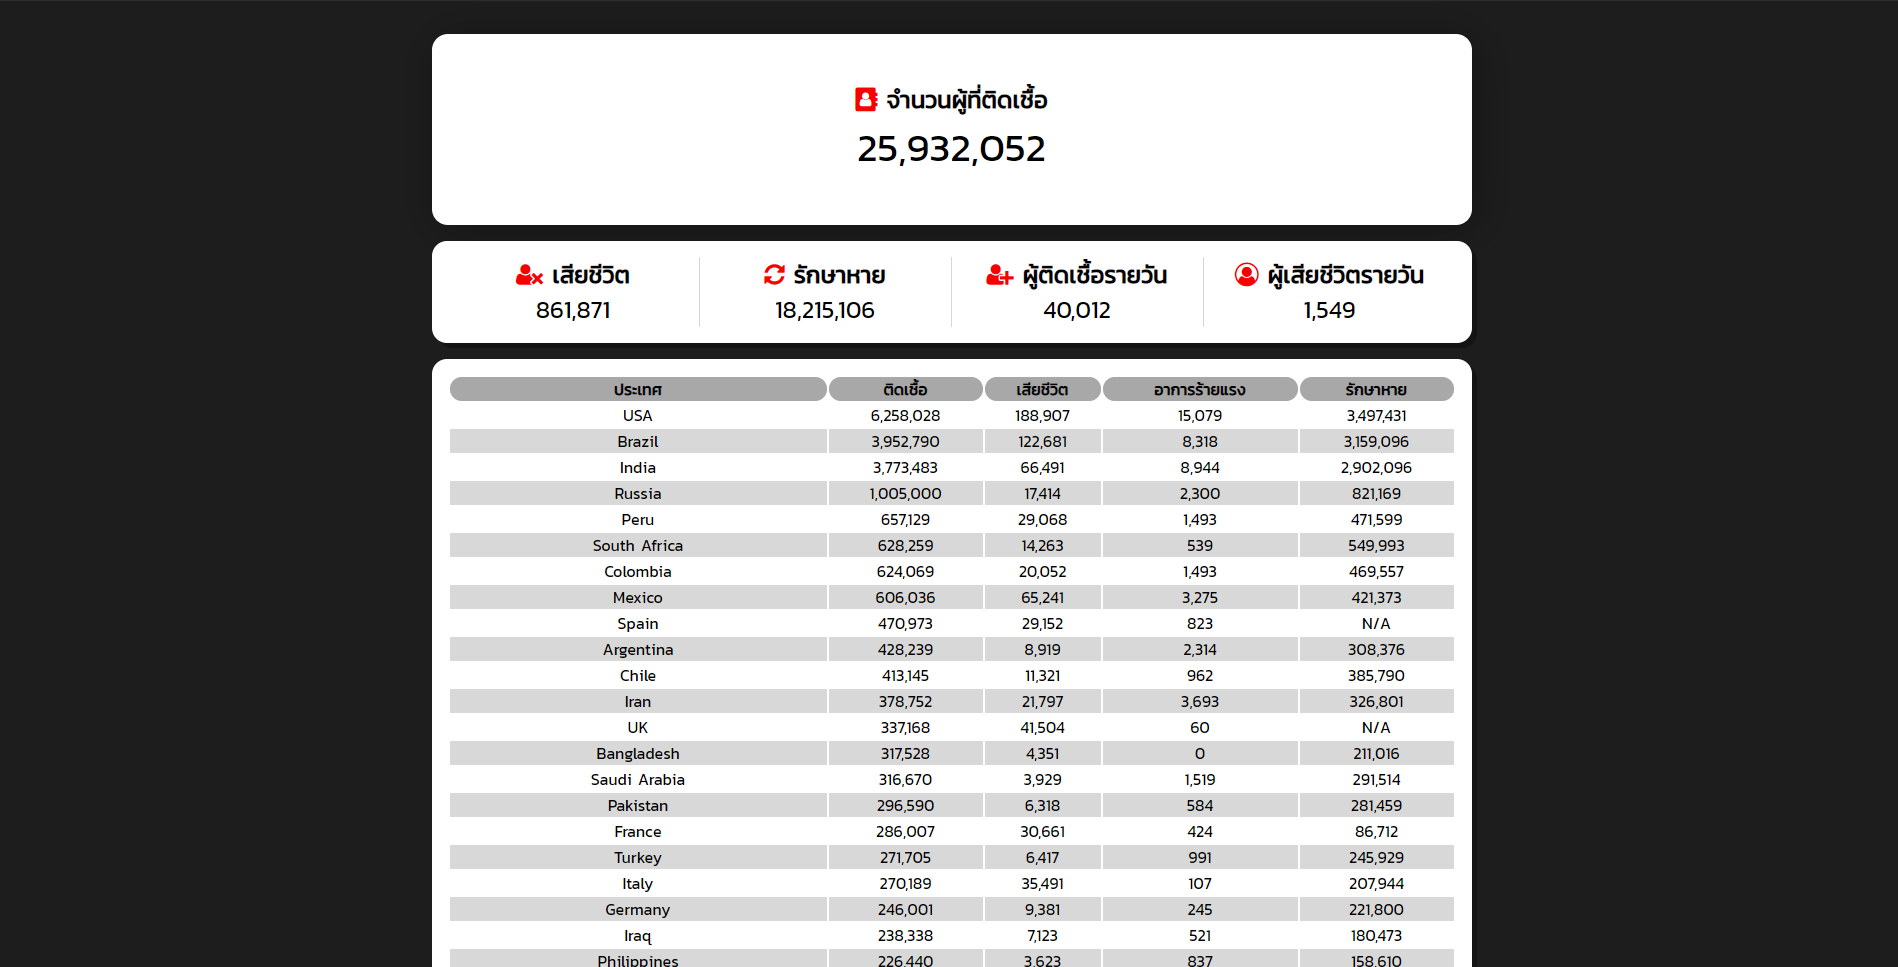 จำนวนผู้ที่ติดเชื้อ
25,932,052
เสียชีวิต รักษาหาย ผู้ติดเชื้อรายวัน ผู้เสียชีวิตรายวัน
861,871 18,215,106 40,012 1,549
ประเทศ ติดเชื้อ เสียชีวิต อาการร้ายแรง รักษาหาย
USA 6,258,028 188,907 15,079 3,497,431
Brazil 3,952,790 122,681 8,318 3,159,096
India 3,773,483 66,491 8,944 2,902,096
Russia 1,005,000 17,414 2,300 821,169
Peru 657,129 29,068 1,493 471,599
South Africa 628,259 14,263 539 549,993
Colombia 624,069 20,052 1,493 469,557
Mexico 606,036 65,241 3,275 421,373
Spain 470,973 29,152 823 N/A
Argentina 428,239 8,919 2,314 308,376
Chile 413,145 11,321 962 385,790
Iran 378,752 21,797 3,693 326,801
UK 337,168 41,504 60 N/A
Bangladesh 317,528 4,351 0 211,016
Saudi Arabia 316,670 3,929 1,519 291,514
Pakistan 296,590 6,318 584 281,459
France 286,007 30,661 424 86,712
Turkey 271,705 6,417 991 245,929
Italy 270,189 35,491 107 207,944
Germany 246,001 9,381 245 221,800
Iraq 238,338 7,123 521 180,473
Philippines 226,440 3,623 837 158,610